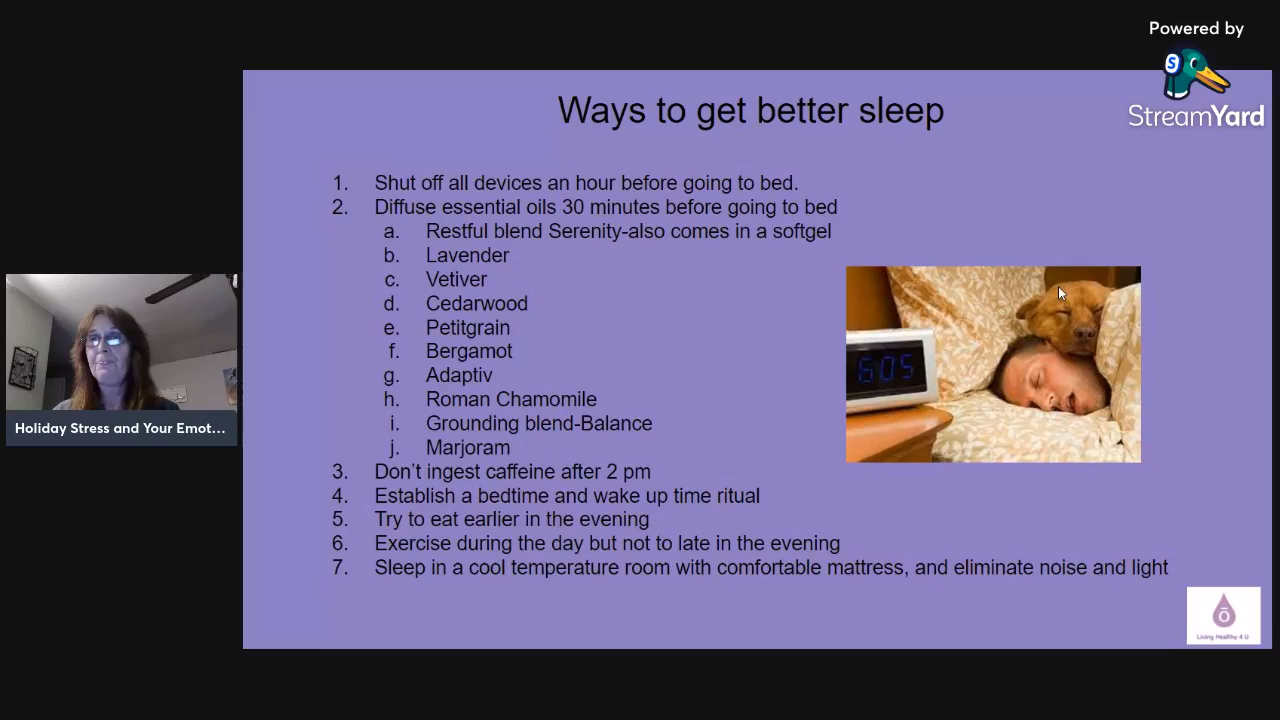 Powered by
StreamYard
Ways to get better sleep
1. Shut off all devices an hour before going to bed.
2. Diffuse essential oils 30 minutes before going to bed
a. Restful blend Serenity-also comes in a softgel
b. Lavender
c. Vetiver
d. Cedarwood
e. Petitgrain
f. Bergamot
g. Adaptiv
h. Roman Chamomile
i. Grounding blend-Balance
j. Marjoram
3. Don’t ingest caffeine after 2 pm
4. Establish a bedtime and wake up time ritual
5. Try to eat earlier in the evening
6. Exercise during the day but not to late in the evening
7. Sleep in a cool temperature room with comfortable mattress, and eliminate noise and light
605
Holiday Stress and Your Emot...
ō
Living Healthy 4 U